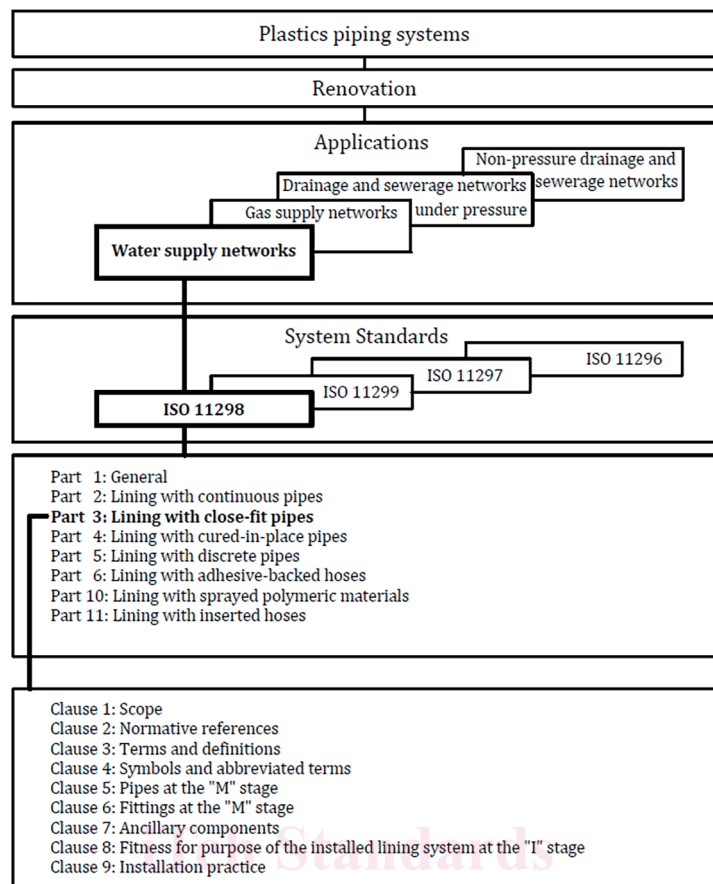 Plastics piping systems
Renovation
Applications
Non-pressure drainage and
sewerage networks
Drainage and sewerage networks
under pressure
Gas supply networks
Water supply networks
System Standards
ISO 11296
ISO 11297
ISO 11299
ISO 11298
Part 1: General
Part 2: Lining with continuous pipes
Part 3: Lining with close-fit pipes
Part 4: Lining with cured-in-place pipes
Part 5: Lining with discrete pipes
Part 6: Lining with adhesive-backed hoses
Part 10: Lining with sprayed polymeric materials
Part 11: Lining with inserted hoses
Clause 1: Scope
Clause 2: Normative references
Clause 3: Terms and definitions
Clause 4: Symbols and abbreviated terms
Clause 5: Pipes at the "M" stage
Clause 6: Fittings at the "M" stage
Clause 7: Ancillary components
Clause 8: Fitness for purpose of the installed lining system at the "I" stage
Clause 9: Installation practice
Standards